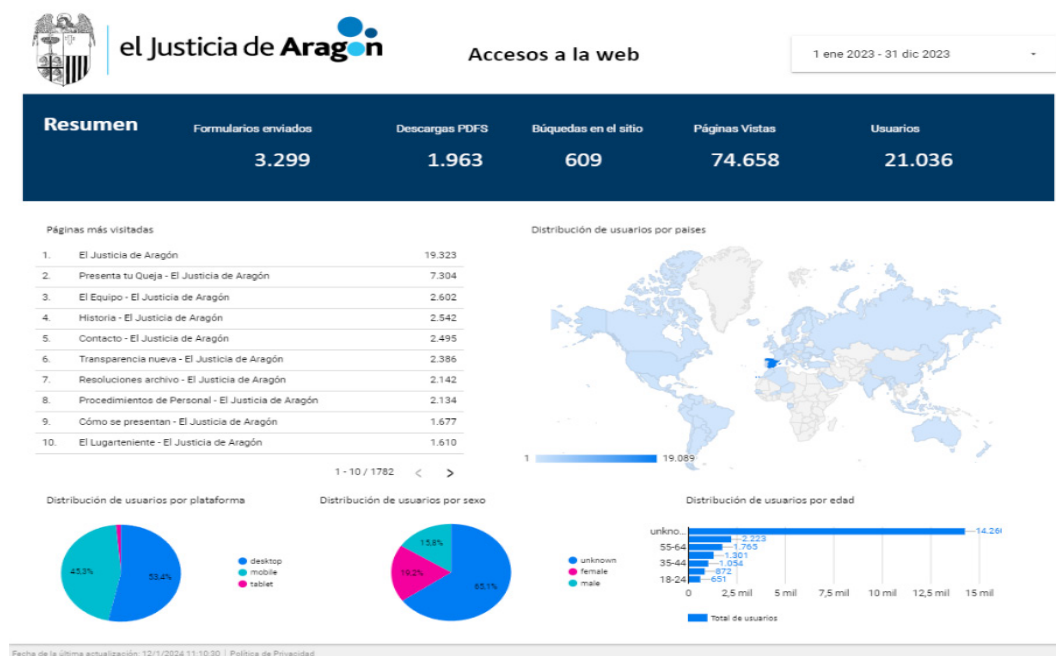 el Justicia de Aragón
Accesos a la web
1 ene 2023 - 31 dic 2023
Resumen
Formularios enviados
Descargas PDFS
Búquedas en el sitio
Páginas Vistas
Usuarios
3.299
1.963
609
74.658
21.036
Páginas más visitadas
1. El Justicia de Aragón 19.323
2. Presenta tu Queja - El Justicia de Aragón 7.304
3. El Equipo - El Justicia de Aragón 2.602
4. Historia - El Justicia de Aragón 2.542
5. Contacto - El Justicia de Aragón 2.495
6. Transparencia nueva - El Justicia de Aragón 2.386
7. Resoluciones archivo - El Justicia de Aragón 2.142
8. Procedimientos de Personal - El Justicia de Aragón 2.134
9. Cómo se presentan - El Justicia de Aragón 1.677
10. El Lugarteniente - El Justicia de Aragón 1.610
1 - 10 / 1782 < >
Distribución de usuarios por paises
1 19.089
Distribución de usuarios por plataforma
45,3%
53,4%
desktop
mobile
tablet
Distribución de usuarios por sexo
15,8%
19,2%
65,1%
unknown
female
male
Distribución de usuarios por edad
unkno... 14.266
2.223
55-64 1.765
1.301
35-44 1.054
872
18-24 651
0 2,5 mil 5 mil 7,5 mil 10 mil 12,5 mil 15 mil
Total de usuarios
Fecha de la última actualización: 12/1/2024 11:10:30 | Política de Privacidad